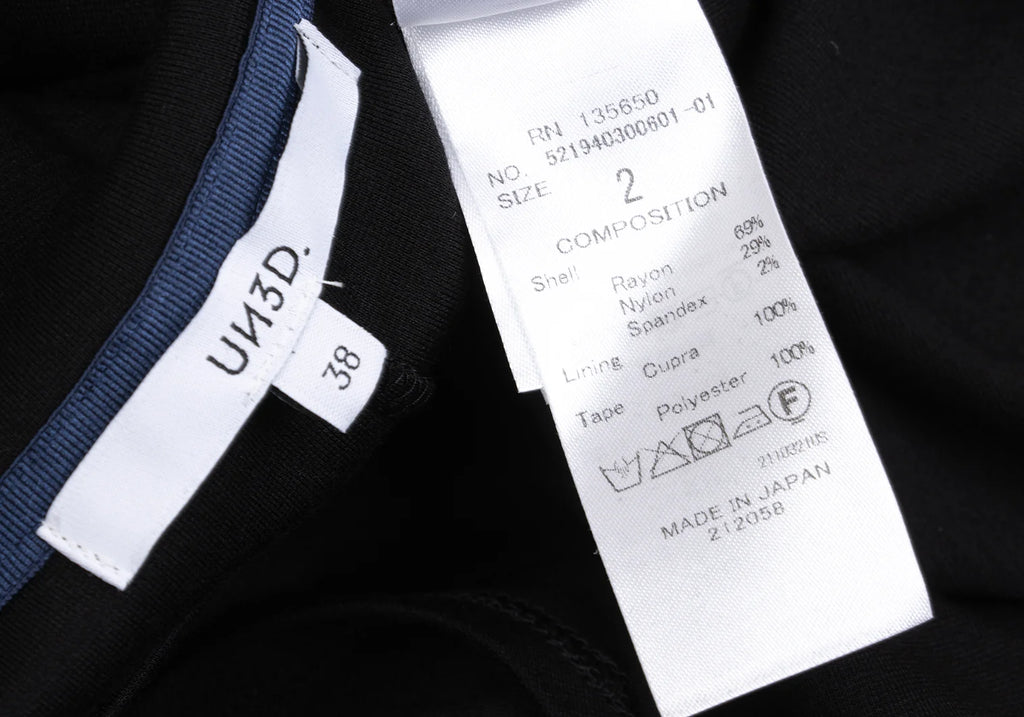 UN3D.
38
RN 135650
NO. 521940300601-01
SIZE 2
COMPOSITION
Shell Rayon 69%
Nylon 29%
Spandex 2%
Lining Cupra 100%
Tape Polyester 100%
F
MADE IN JAPAN
212058